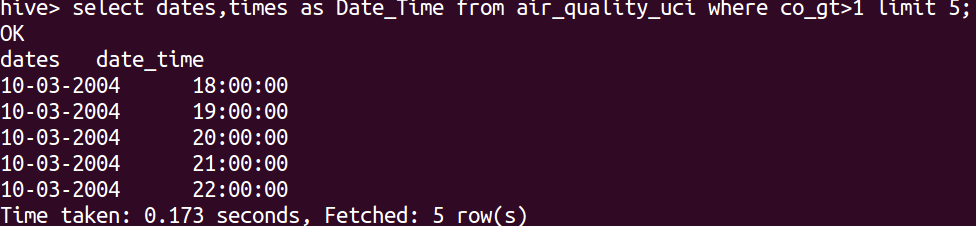 hive> select dates,times as Date_Time from air_quality_uci where co_gt>1 limit 5;
OK
dates	date_time
10-03-2004	18:00:00
10-03-2004	19:00:00
10-03-2004	20:00:00
10-03-2004	21:00:00
10-03-2004	22:00:00
Time taken: 0.173 seconds, Fetched: 5 row(s)